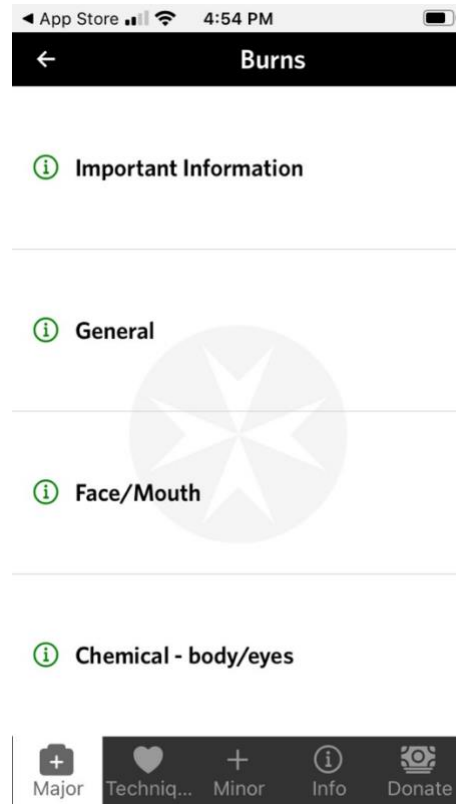 ◀ App Store 4:54 PM
Burns
Important Information
General
Face/Mouth
Chemical - body/eyes
Major Techniq... Minor Info Donate